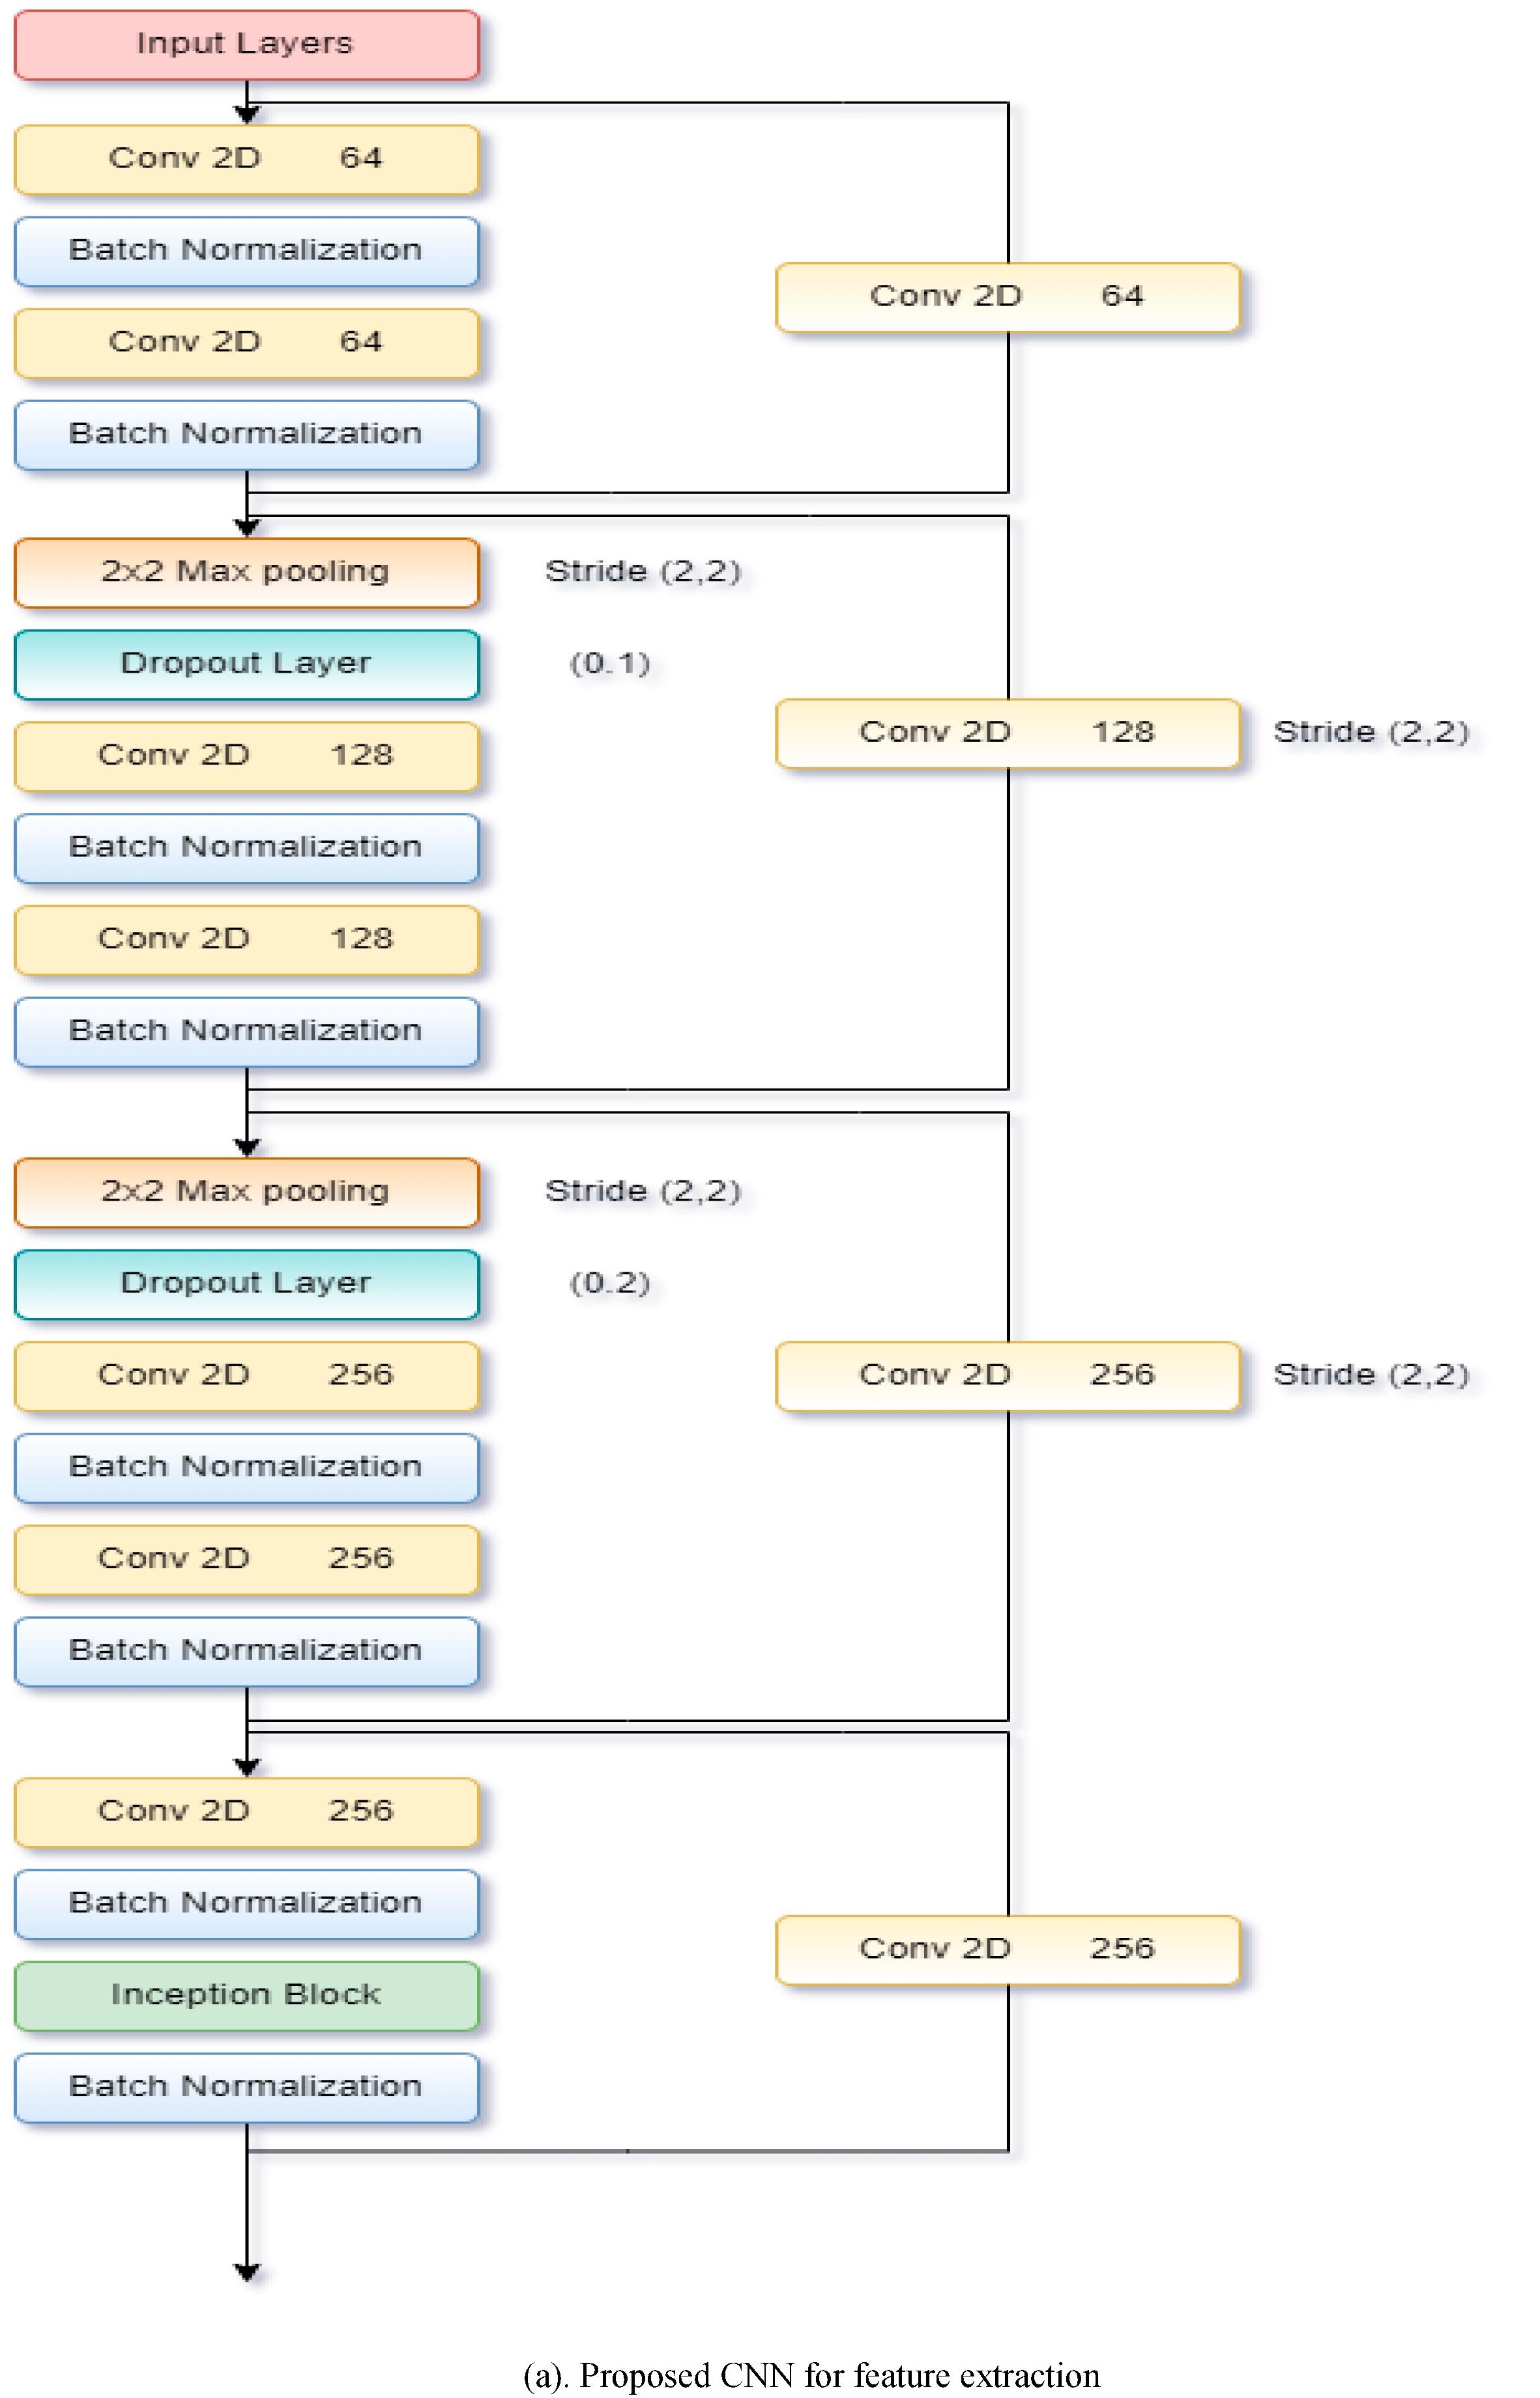 Input Layers
Conv 2D 64
Batch Normalization
Conv 2D 64
Conv 2D 64
Batch Normalization
2x2 Max pooling Stride (2,2)
Dropout Layer (0.1)
Conv 2D 128 Stride (2,2)
Conv 2D 128
Batch Normalization
Conv 2D 128
Batch Normalization
2x2 Max pooling Stride (2,2)
Dropout Layer (0.2)
Conv 2D 256 Conv 2D 256 Stride (2,2)
Batch Normalization
Conv 2D 256
Batch Normalization
Conv 2D 256
Batch Normalization
Conv 2D 256
Inception Block
Batch Normalization
(a). Proposed CNN for feature extraction